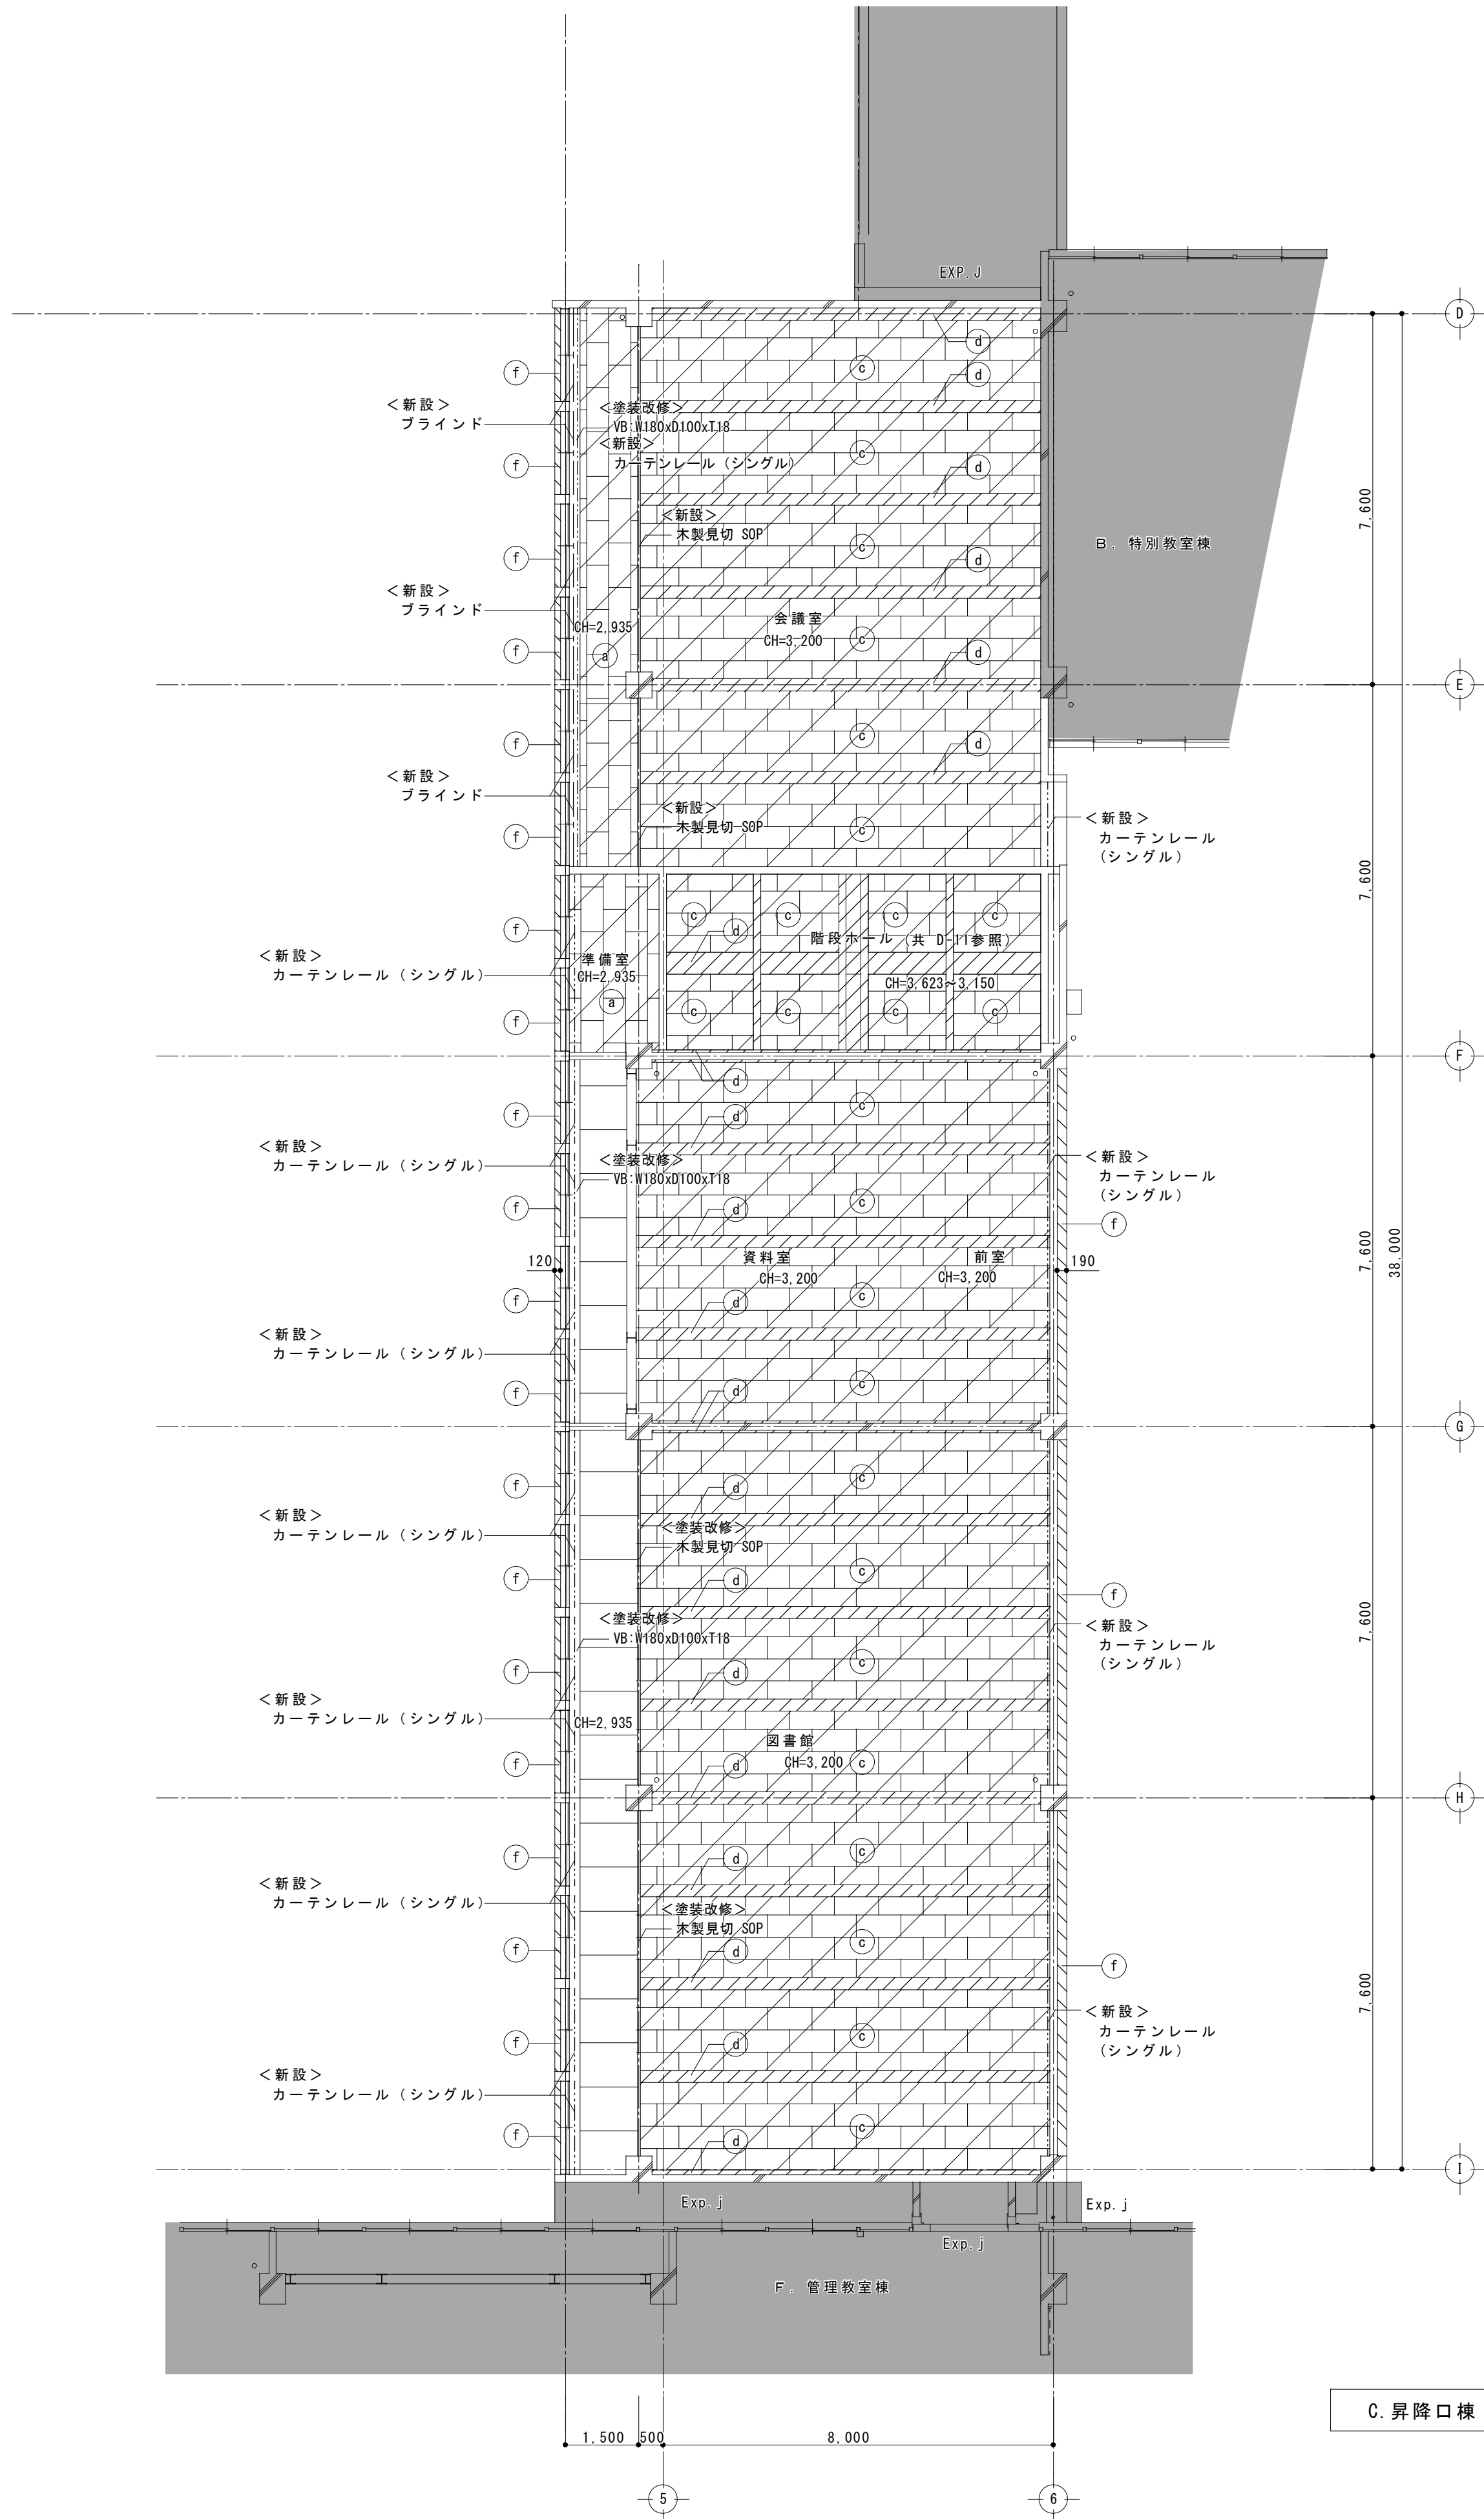 EXP.J
D
d
f
c
d
<新設>
ブラインド
<塗装改修>
VB:W180xD100xT18
<新設>
カーテンレール(シングル)
c
f
d
7,600
<新設>
木製見切 SOP
B. 特別教室棟
f
c
d
<新設>
ブラインド
会議室
CH=3,200
CH=2,935
c
f
a
d
E
c
f
d
<新設>
ブラインド
<新設>
木製見切 SOP
c
f
<新設>
カーテンレール
(シングル)
7,600
c
c
c
c
f
d
階段ホール (共 D-11参照)
<新設>
カーテンレール(シングル)
準備室
CH=2,935
CH=3,623~3,150
a
c
c
c
c
f
F
d
c
f
d
<新設>
カーテンレール(シングル)
<塗装改修>
VB:W180xD100xT18
<新設>
カーテンレール
(シングル)
f
d
c
f
120
資料室
CH=3,200
前室
CH=3,200
190
7,600
38,000
f
d
c
<新設>
カーテンレール(シングル)
f
d
c
G
f
d
c
<新設>
カーテンレール(シングル)
<塗装改修>
木製見切 SOP
f
d
c
f
<塗装改修>
VB:W180xD100xT18
<新設>
カーテンレール
(シングル)
7,600
f
d
c
<新設>
カーテンレール(シングル)
CH=2,935
図書館
CH=3,200
f
d
c
H
f
d
c
<新設>
カーテンレール(シングル)
<塗装改修>
木製見切 SOP
f
d
c
f
<新設>
カーテンレール
(シングル)
7,600
f
d
c
<新設>
カーテンレール(シングル)
f
d
c
I
Exp.j
Exp.j
Exp.j
F. 管理教室棟
C.昇降口棟
1,500
500
8,000
5
6